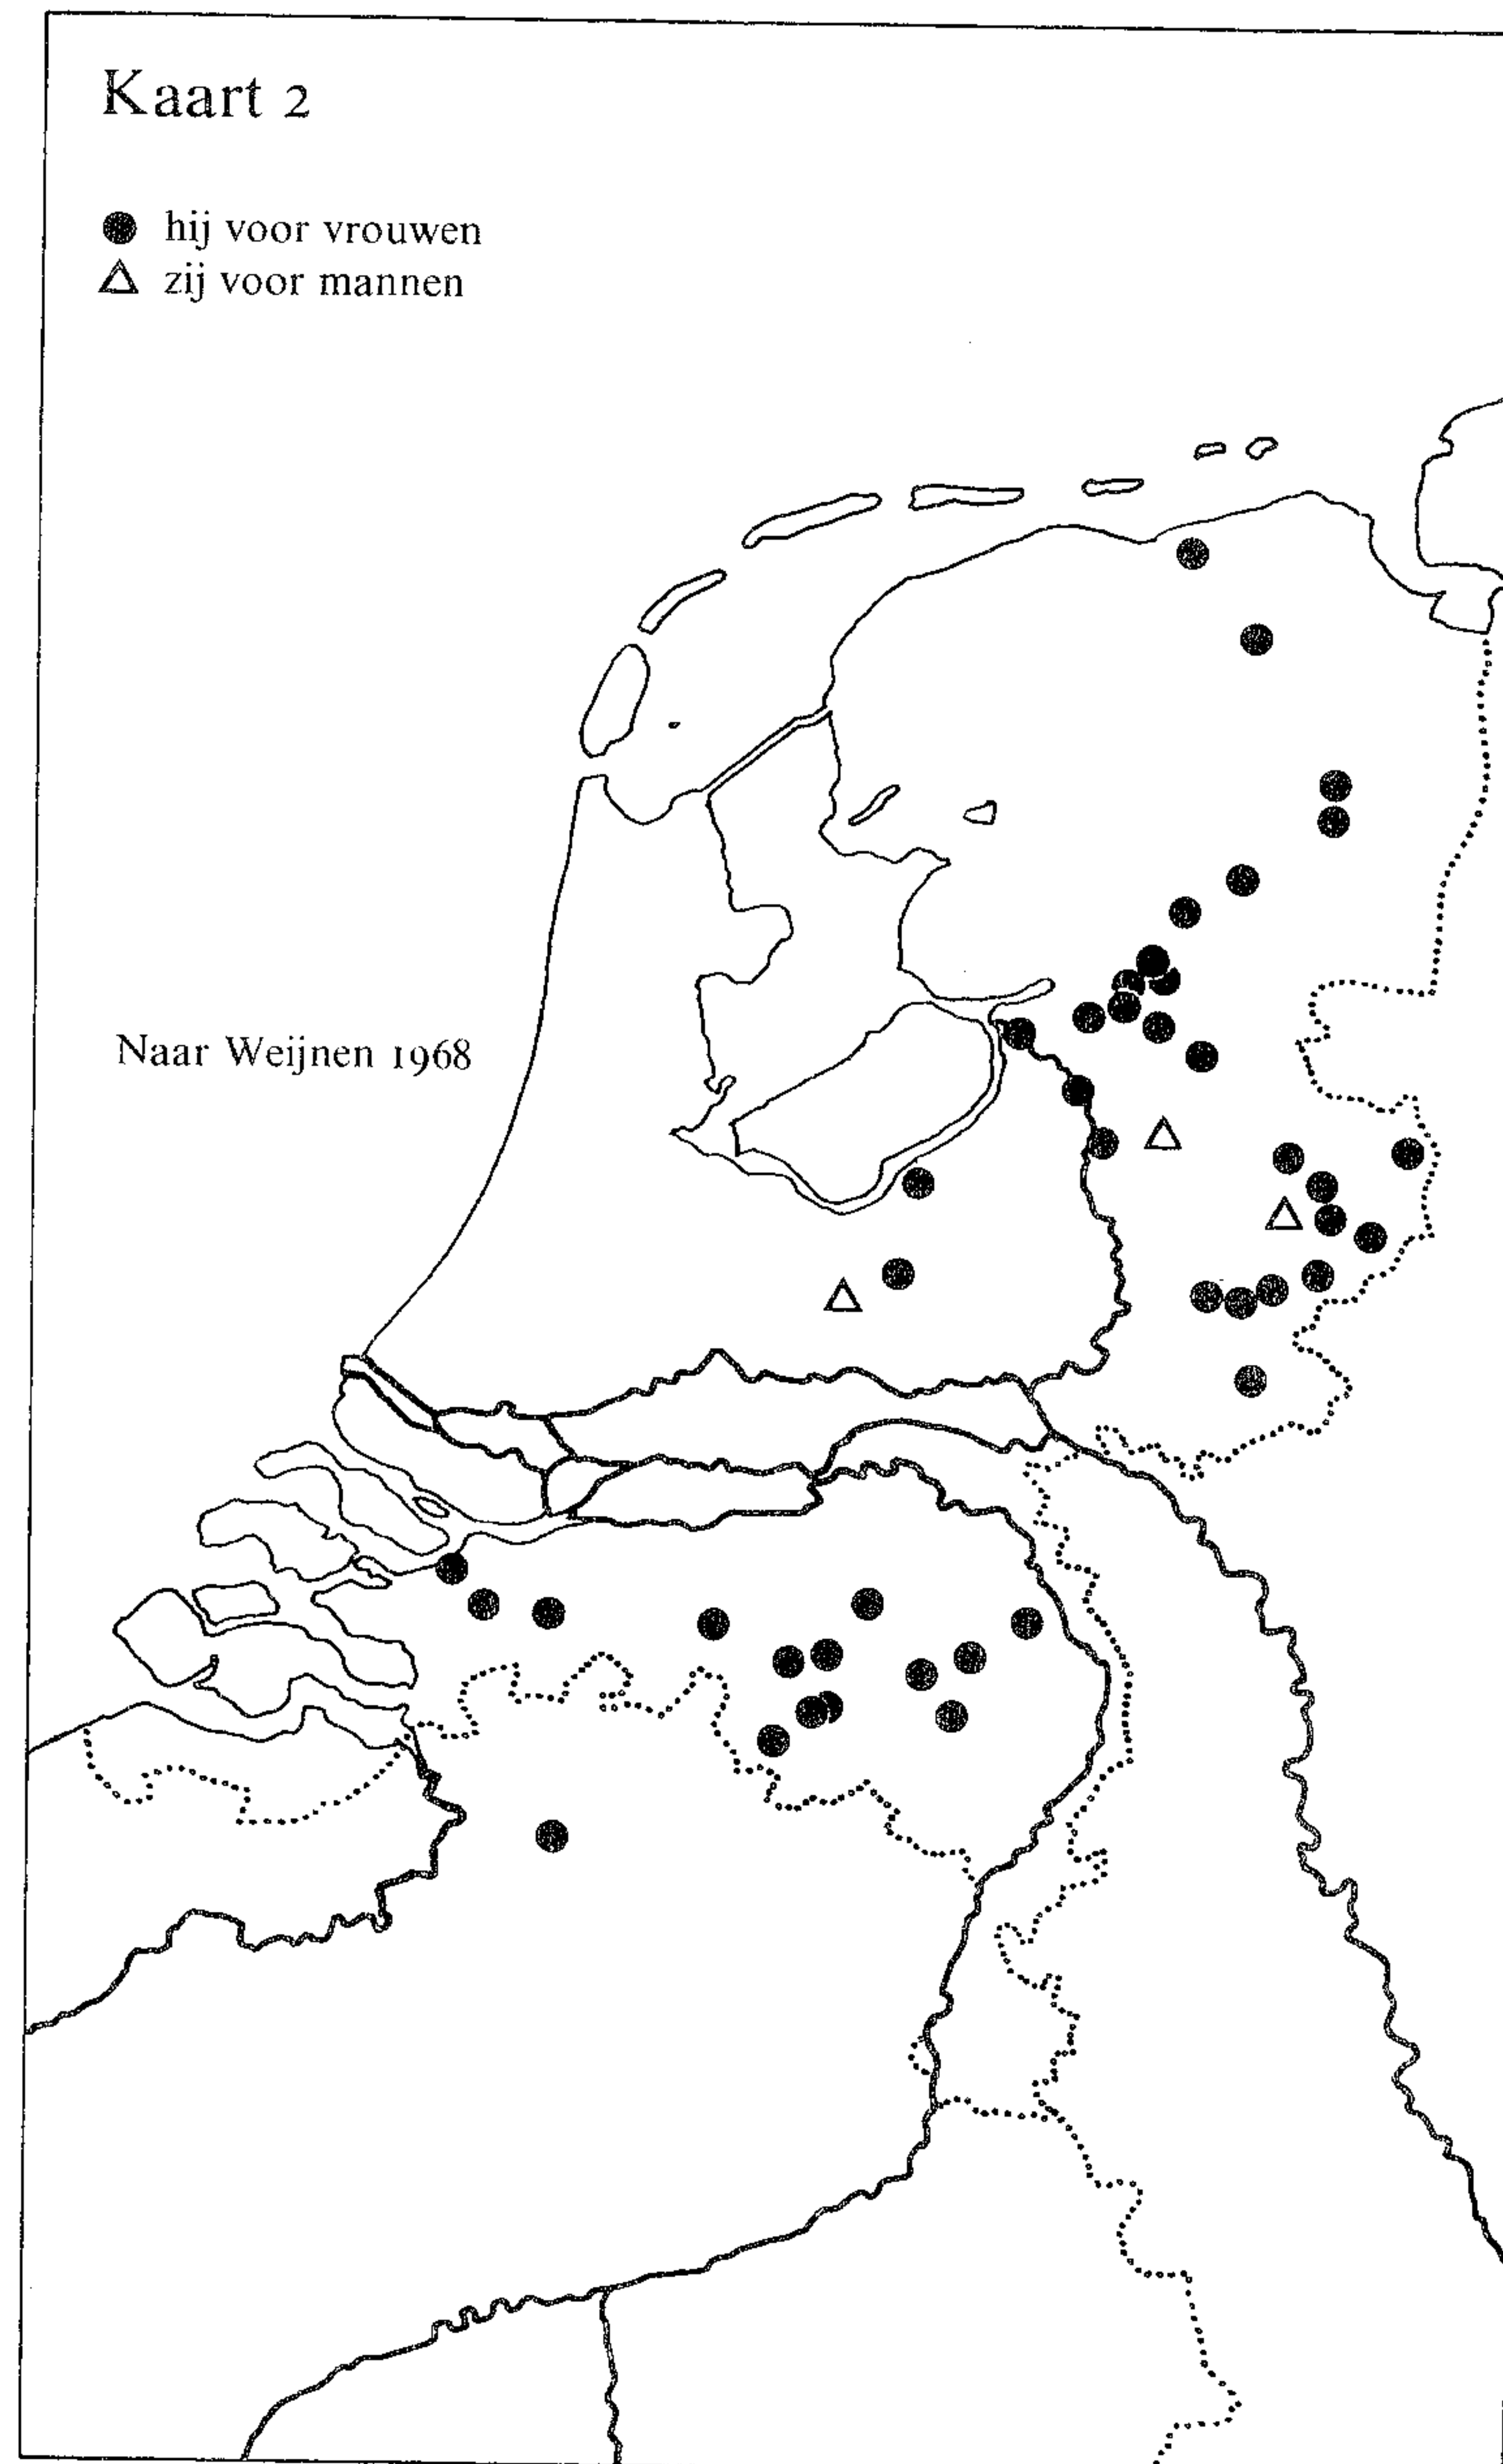 Kaart 2
hij voor vrouwen
zij voor mannen
Naar Weijnen 1968